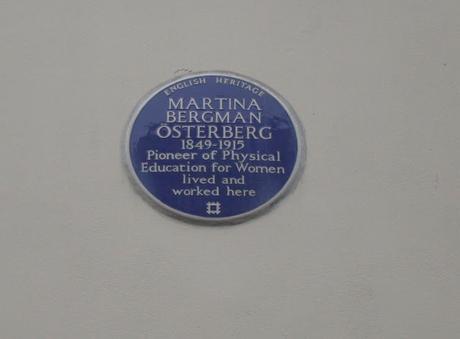 ENGLISH HERITAGE
MARTINA
BERGMAN
ÖSTERBERG
1849-1915
Pioneer of Physical
Education for Women
lived and
worked here